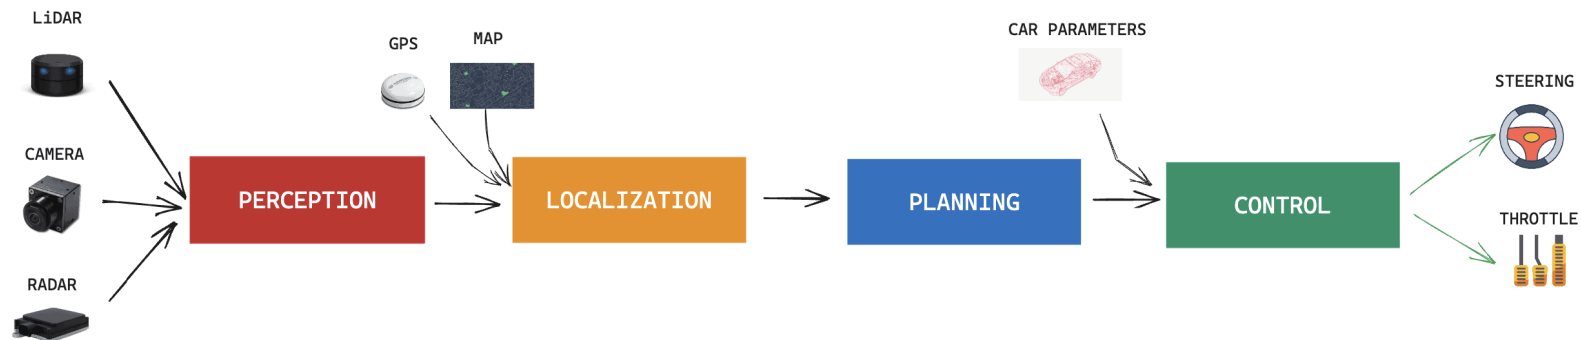 LiDAR
CAMERA
RADAR
PERCEPTION
GPS
MAP
LOCALIZATION
PLANNING
CAR PARAMETERS
CONTROL
STEERING
THROTTLE